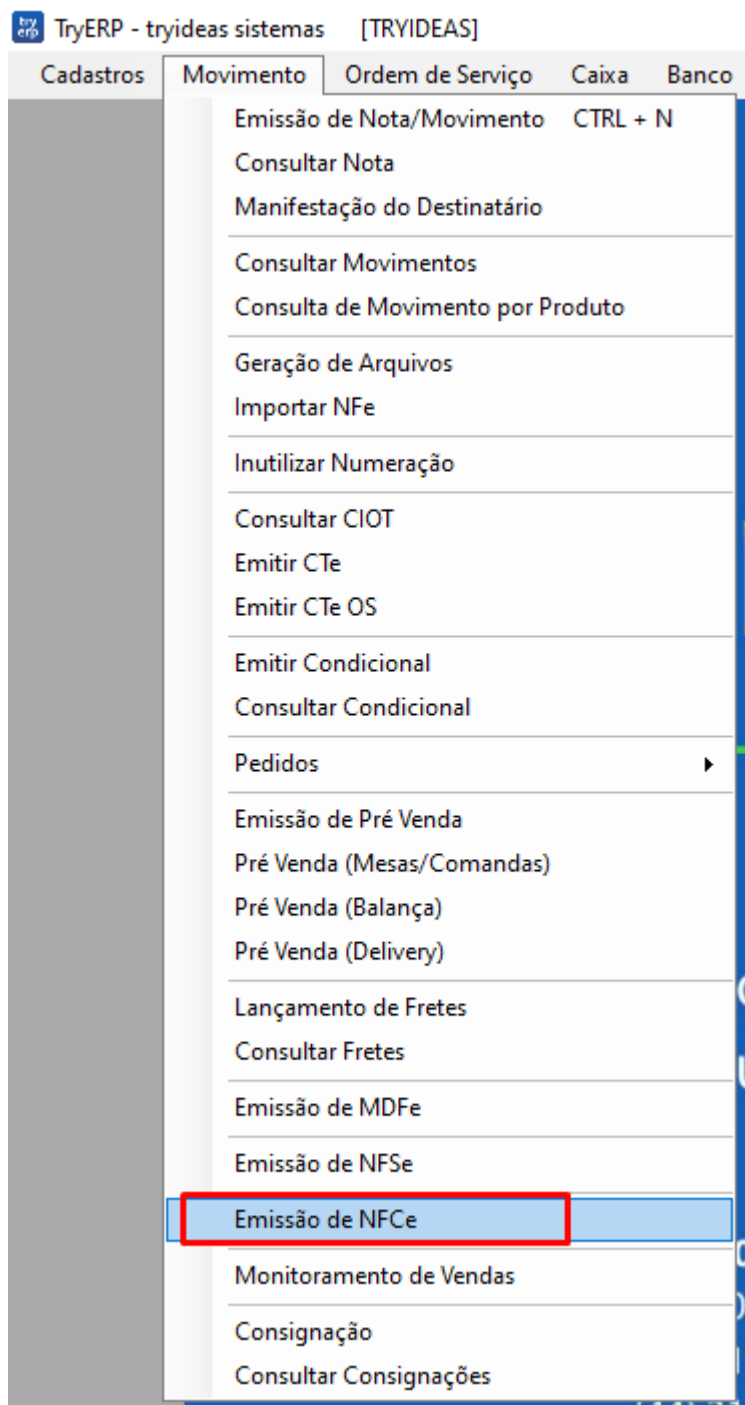 try erp TryERP - tryideas sistemas [TRYIDEAS]
Cadastros Movimento Ordem de Serviço Caixa Banco
Emissão de Nota/Movimento CTRL + N
Consultar Nota
Manifestação do Destinatário
Consultar Movimentos
Consulta de Movimento por Produto
Geração de Arquivos
Importar NFe
Inutilizar Numeração
Consultar CIOT
Emitir CTe
Emitir CTe OS
Emitir Condicional
Consultar Condicional
Pedidos
Emissão de Pré Venda
Pré Venda (Mesas/Comandas)
Pré Venda (Balança)
Pré Venda (Delivery)
Lançamento de Fretes
Consultar Fretes
Emissão de MDFe
Emissão de NFSe
Emissão de NFCe
Monitoramento de Vendas
Consignação
Consultar Consignações